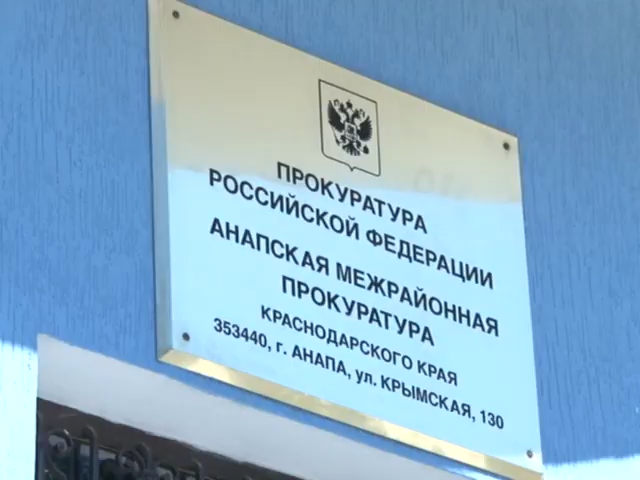 ПРОКУРАТУРА
РОССИЙСКОЙ ФЕДЕРАЦИИ
АНАПСКАЯ МЕЖРАЙОННАЯ
ПРОКУРАТУРА
КРАСНОДАРСКОГО КРАЯ
353440, г. АНАПА, ул. КРЫМСКАЯ, 130